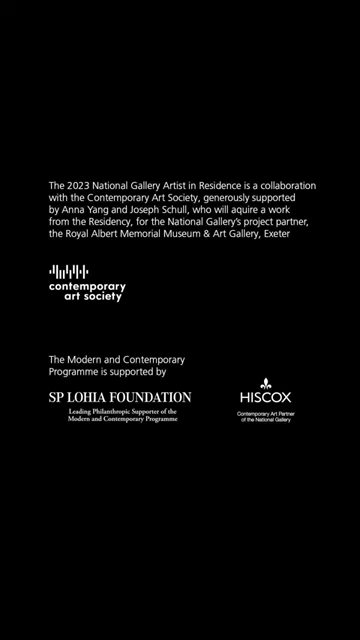 The 2023 National Gallery Artist in Residence is a collaboration
with the Contemporary Art Society, generously supported
by Anna Yang and Joseph Schull, who will aquire a work
from the Residency, for the National Gallery's project partner,
the Royal Albert Memorial Museum & Art Gallery, Exeter
contemporary
art society
The Modern and Contemporary
Programme is supported by
SP LOHIA FOUNDATION
Leading Philanthropic Supporter of the
Modern and Contemporary Programme
HISCOX
Contemporary Art Partner
of the National Gallery